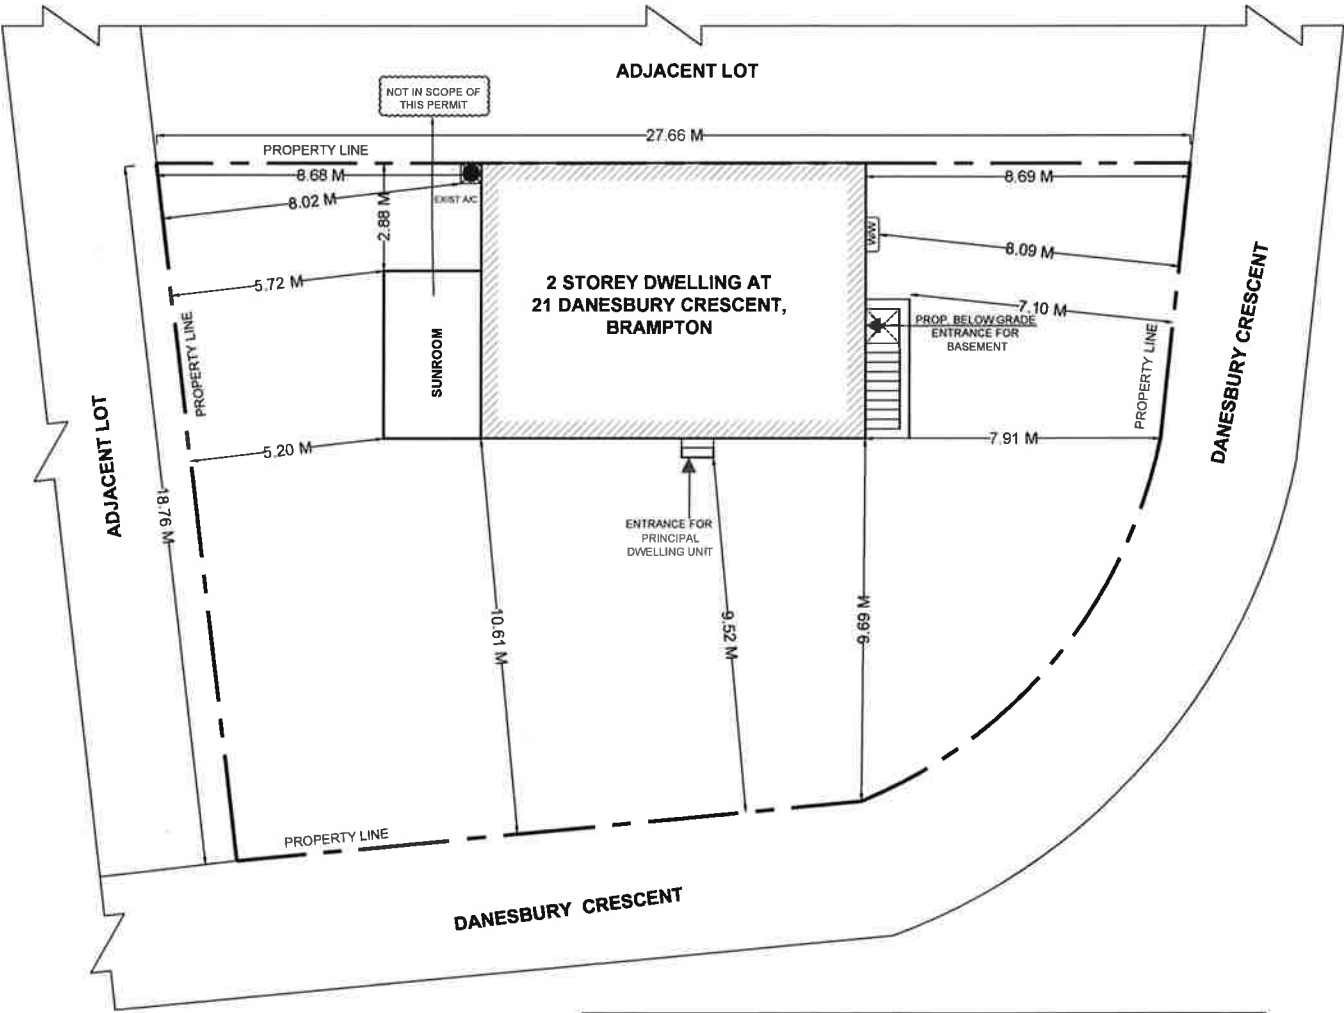 ADJACENT LOT
NOT IN SCOPE OF
THIS PERMIT
27.66 M
PROPERTY LINE
8.68 M
8.02 M
2.88 M
EXIST A/C
8.69 M
W/W
8.09 M
5.72 M
2 STOREY DWELLING AT
21 DANESBURY CRESCENT,
BRAMPTON
7.10 M
PROP. BELOW GRADE
ENTRANCE FOR
BASEMENT
DANESBURY CRESCENT
PROPERTY LINE
SUNROOM
PROPERTY LINE
ADJACENT LOT
5.20 M
7.91 M
18.76 M
ENTRANCE FOR
PRINCIPAL
DWELLING UNIT
10.61 M
9.52 M
9.69 M
PROPERTY LINE
DANESBURY CRESCENT